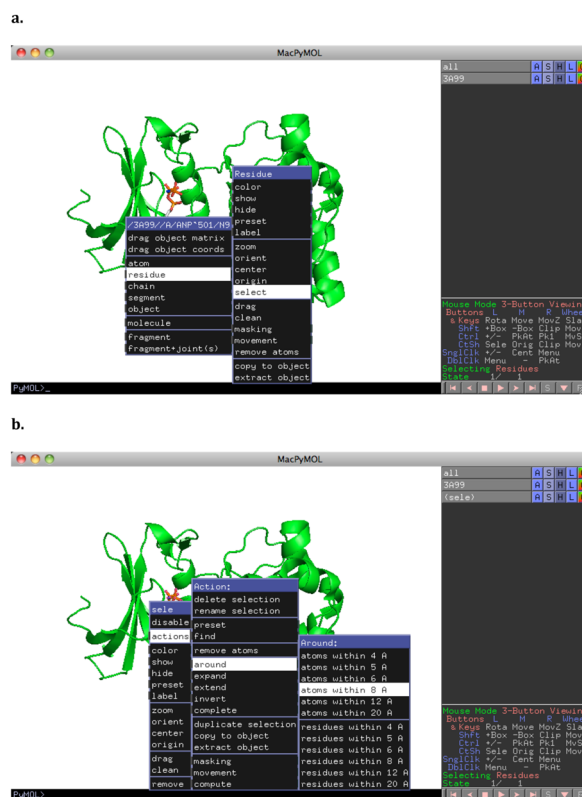 a.
MacPyMOL
all A S H L
3A99 A S H L
Residue
color
show
hide
preset
label
zoom
orient
center
origin
select
drag
clean
masking
movement
remove atoms
copy to object
extract object
/3A99//A/ANP`501/N9
drag object matrix
drag object coords
atom
residue
chain
segment
object
molecule
fragment
fragment+joint(s)
Mouse Mode 3-Button Viewin
Buttons L M R Whee
& Keys Rota Move MovZ Sla
Shft +Box -Box Clip Mov
Ctrl +/- PkAt Pk1 MvS
CtSh Sele Orig Clip Mov
SnglClk +/- Cent Menu
DblClk Menu - PkAt
Selecting Residues
State 1/ 1
PyMOL>_
b.
MacPyMOL
all A S H L
3A99 A S H L
(sele) A S H L
sele
disable
actions
color
show
hide
preset
label
zoom
orient
center
origin
drag
clean
remove
Action:
delete selection
rename selection
preset
find
remove atoms
around
expand
extend
invert
complete
duplicate selection
copy to object
extract object
masking
movement
compute
Around:
atoms within 4 A
atoms within 5 A
atoms within 6 A
atoms within 8 A
atoms within 12 A
atoms within 20 A
residues within 4 A
residues within 5 A
residues within 6 A
residues within 8 A
residues within 12 A
residues within 20 A
Mouse Mode 3-Button Viewin
Buttons L M R Whee
& Keys Rota Move MovZ Sla
Shft +Box -Box Clip Mov
Ctrl +/- PkAt Pk1 MvS
CtSh Sele Orig Clip Mov
SnglClk +/- Cent Menu
DblClk Menu - PkAt
Selecting Residues
State 1/ 1
PyMOL>